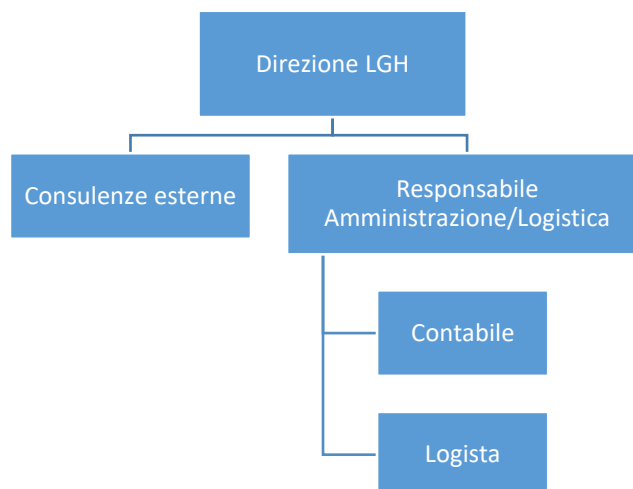 Direzione LGH
Consulenze esterne
Responsabile
Amministrazione/Logistica
Contabile
Logista